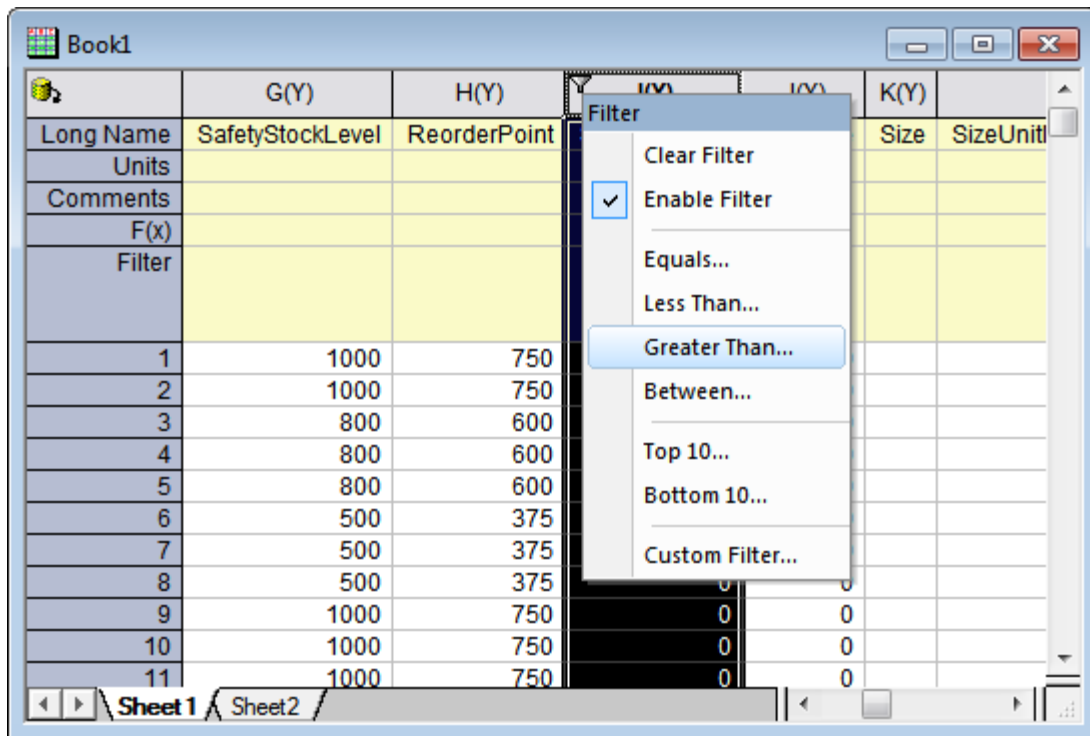 Book1
G(Y) H(Y) I(Y) J(Y) K(Y)
Long Name SafetyStockLevel ReorderPoint Size
Units
Comments
F(x)
Filter
1 1000 750
2 1000 750
3 800 600
4 800 600
5 800 600
6 500 375
7 500 375
8 500 375 0 0
9 1000 750 0 0
10 1000 750 0 0
11 1000 750 0 0
Filter
Clear Filter
Enable Filter
Equals...
Less Than...
Greater Than...
Between...
Top 10...
Bottom 10...
Custom Filter...
Sheet1 Sheet2